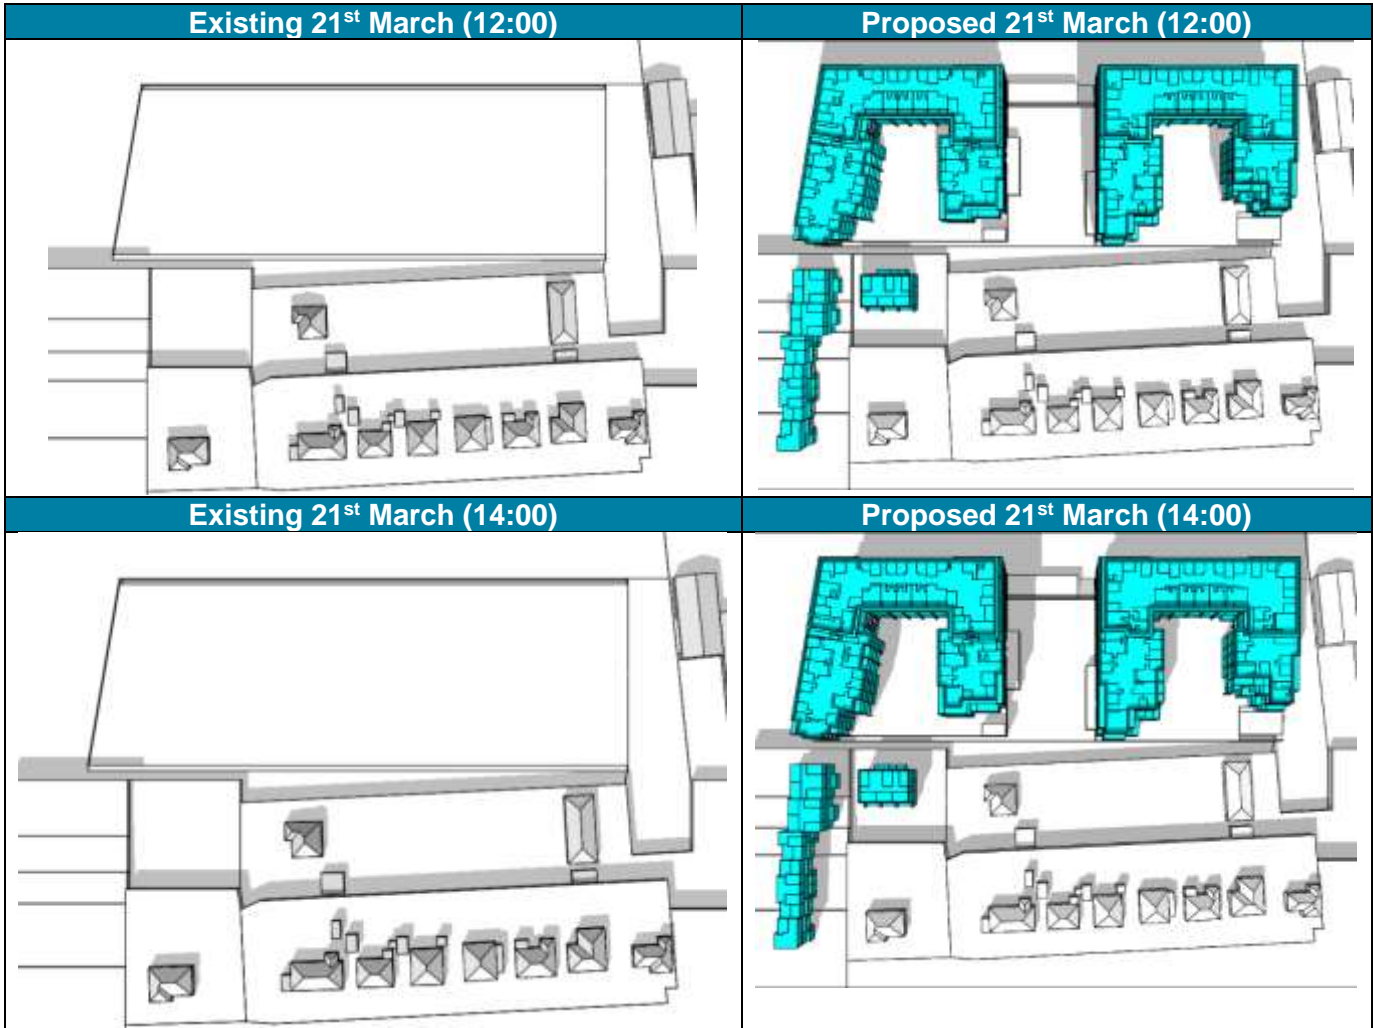 Existing 21st March (12:00)
Proposed 21st March (12:00)
Existing 21st March (14:00)
Proposed 21st March (14:00)